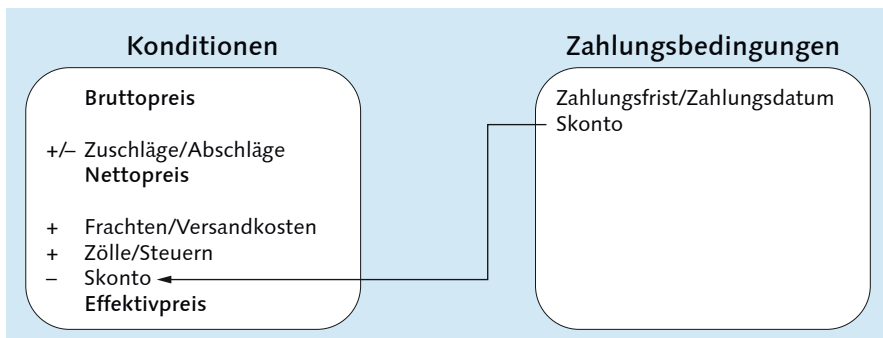 Konditionen
Bruttopreis
+/– Zuschläge/Abschläge
Nettopreis
+ Frachten/Versandkosten
+ Zölle/Steuern
– Skonto
Effektivpreis
Zahlungsbedingungen
Zahlungsfrist/Zahlungsdatum
Skonto